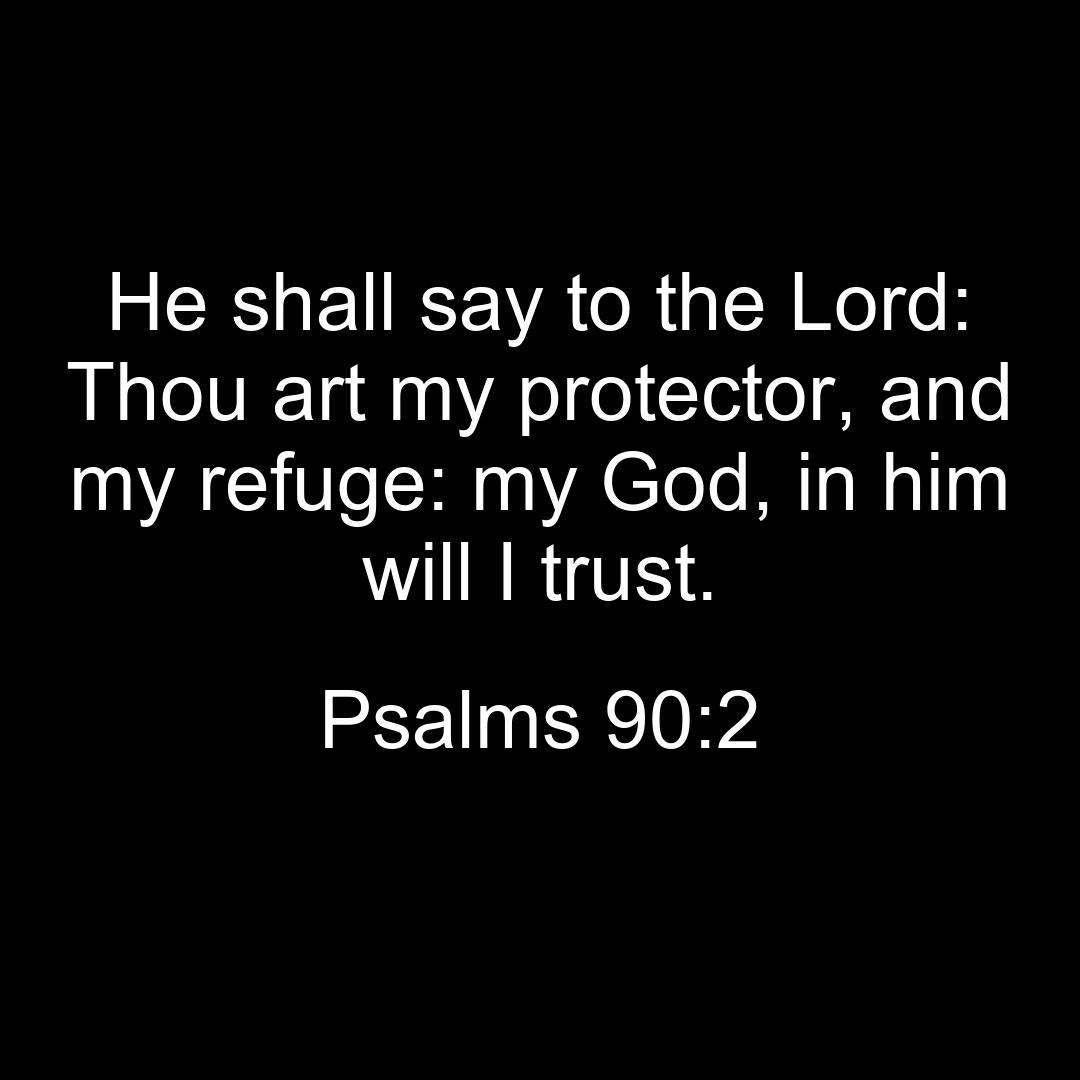 He shall say to the Lord:
Thou art my protector, and
my refuge: my God, in him
will I trust.
Psalms 90:2